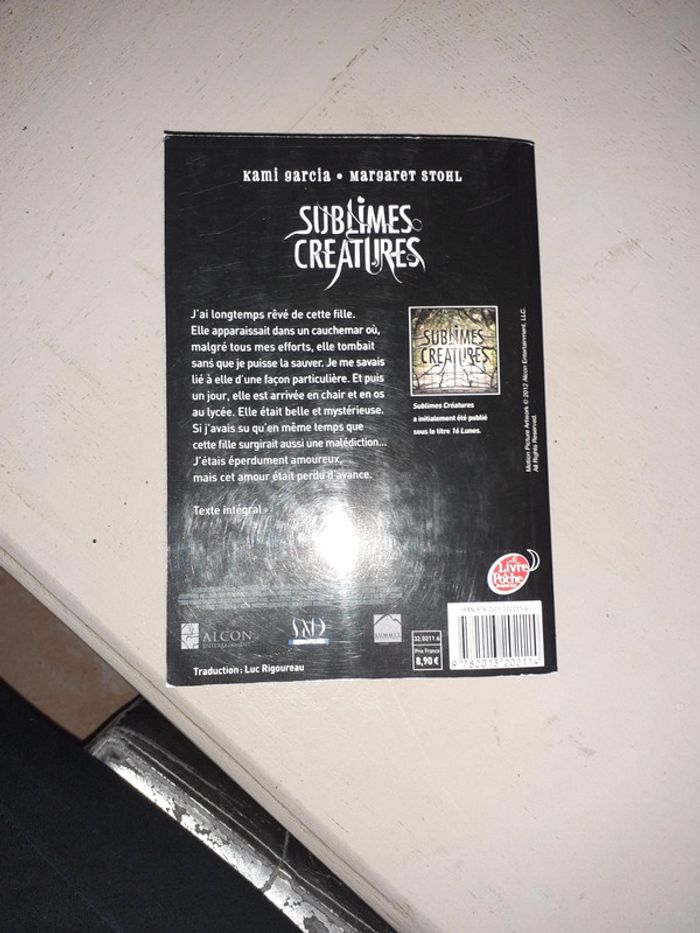 Kami Garcia • Margaret STOHL
SUBLIMES
CREATURES
J'ai longtemps rêvé de cette fille.
Elle apparaissait dans un cauchemar où,
malgré tous mes efforts, elle tombait
sans que je puisse la sauver. Je me savais
lié à elle d'une façon particulière. Et puis
un jour, elle est arrivée en chair et en os
au lycée. Elle était belle et mystérieuse.
Si j'avais su qu'en même temps que
cette fille surgirait aussi une malédiction...
J'étais éperdument amoureux,
mais cet amour était perdu d'avance.
Texte intégral
SUBLIMES
CREATURES
Sublimes Créatures
a initialement été publié
sous le titre 16 Lunes.
Motion Picture Artwork © 2012 Alcon Entertainment, LLC.
All Rights Reserved.
Le
Livre
de
Poche
ALCON
ENTERTAINMENT
SUMMIT
32.0211.4
Prix France
8,90 €
9 782013 202114
Traduction : Luc Rigoureau